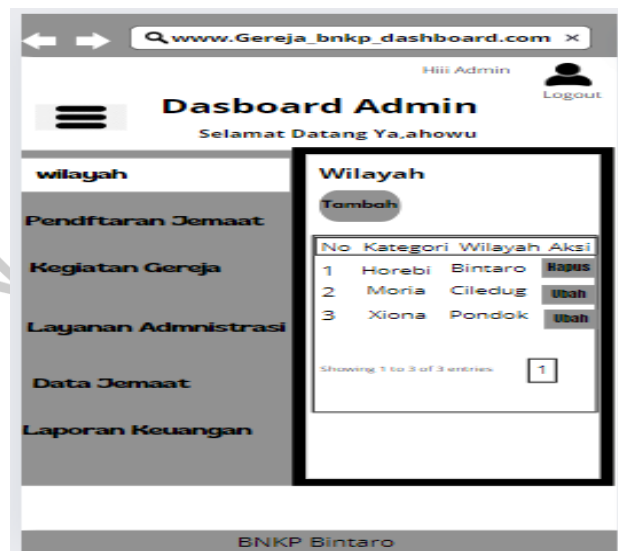 www.Gereja_bnkp_dashboard.com ×
Hiii Admin
Logout
Dasboard Admin
Selamat Datang Ya,ahowu
wilayah
Pendftaran Jemaat
Kegiatan Gereja
Layanan Admnistrasi
Data Jemaat
Laporan Keuangan
Wilayah
Tambah
No Kategori Wilayah Aksi
1 Horebi Bintaro Hapus
2 Moria Ciledug Ubah
3 Xiona Pondok Ubah
Showing 1 to 3 of 3 entries 1
BNKP Bintaro